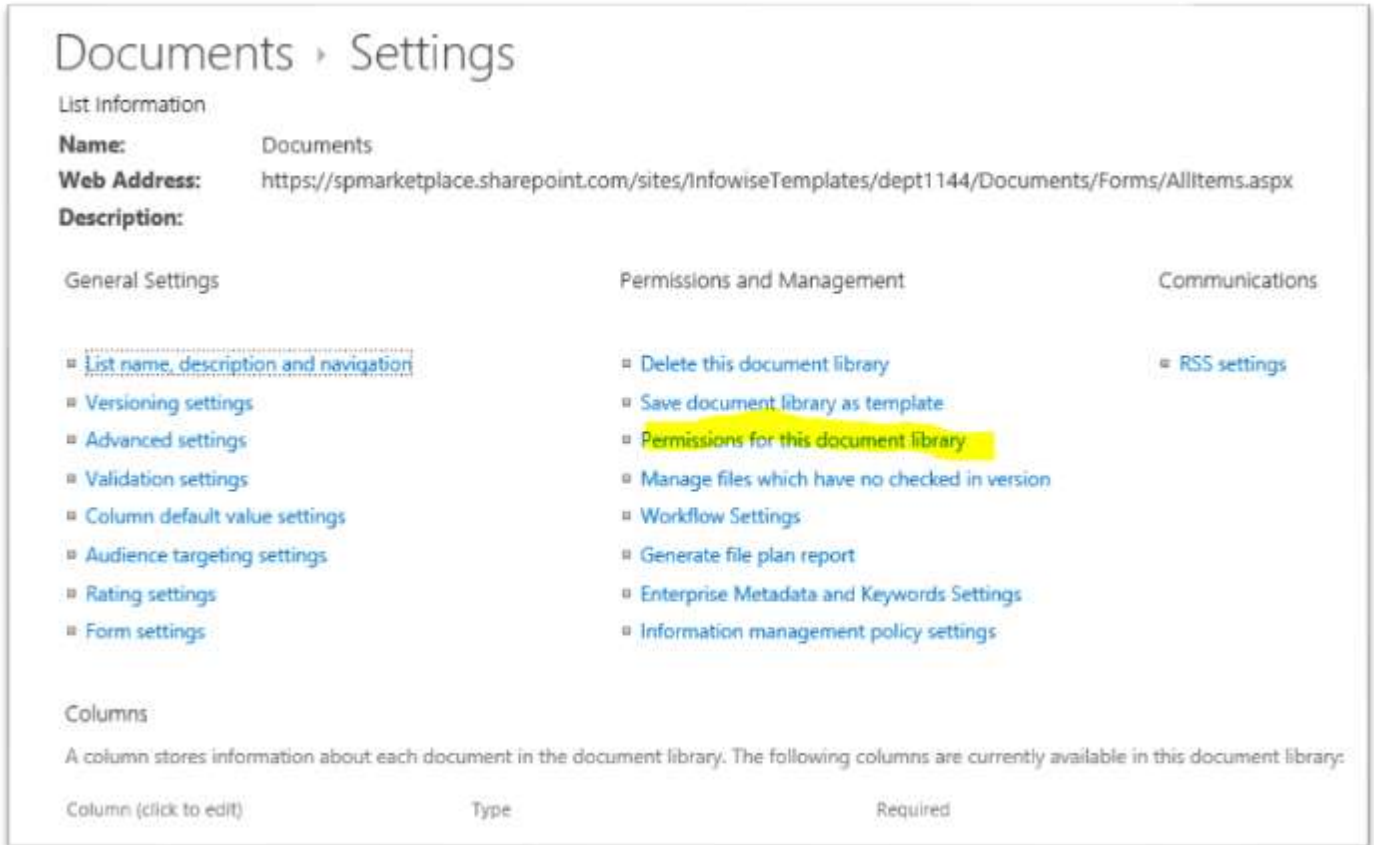 Documents › Settings
List Information
Name: Documents
Web Address: https://spmarketplace.sharepoint.com/sites/InfowiseTemplates/dept1144/Documents/Forms/AllItems.aspx
Description:
General Settings
List name, description and navigation
Versioning settings
Advanced settings
Validation settings
Column default value settings
Audience targeting settings
Rating settings
Form settings
Permissions and Management
Delete this document library
Save document library as template
Permissions for this document library
Manage files which have no checked in version
Workflow Settings
Generate file plan report
Enterprise Metadata and Keywords Settings
Information management policy settings
Communications
RSS settings
Columns
A column stores information about each document in the document library. The following columns are currently available in this document library:
Column (click to edit) Type Required